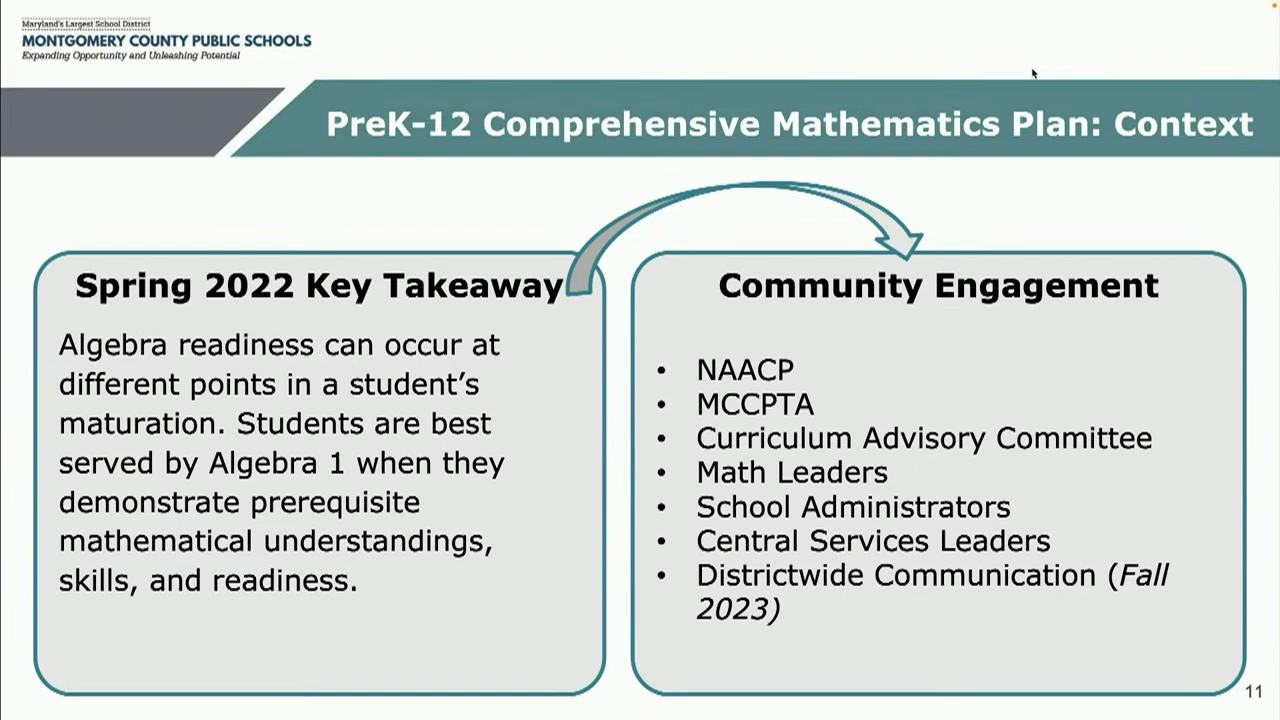 Maryland's Largest School District
MONTGOMERY COUNTY PUBLIC SCHOOLS
Expanding Opportunity and Unleashing Potential
PreK-12 Comprehensive Mathematics Plan: Context
Spring 2022 Key Takeaway
Algebra readiness can occur at
different points in a student's
maturation. Students are best
served by Algebra 1 when they
demonstrate prerequisite
mathematical understandings,
skills, and readiness.
Community Engagement
• NAACP
• MCCPTA
• Curriculum Advisory Committee
• Math Leaders
• School Administrators
• Central Services Leaders
• Districtwide Communication (Fall
2023)
11